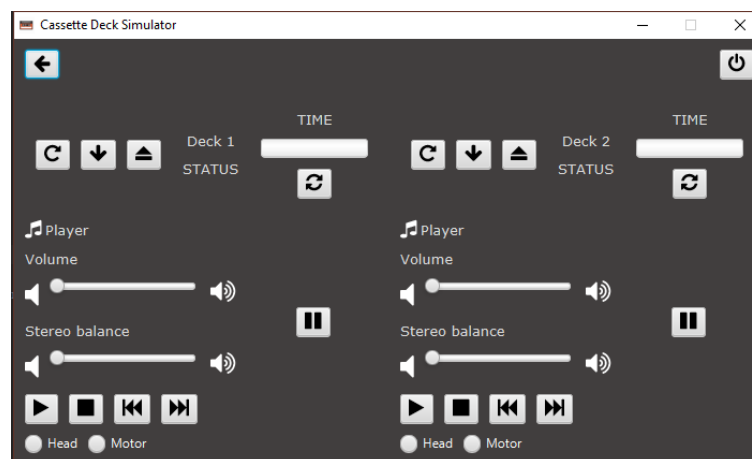 Cassette Deck Simulator
TIME
Deck 1
STATUS
Player
Volume
Stereo balance
Head Motor
TIME
Deck 2
STATUS
Player
Volume
Stereo balance
Head Motor